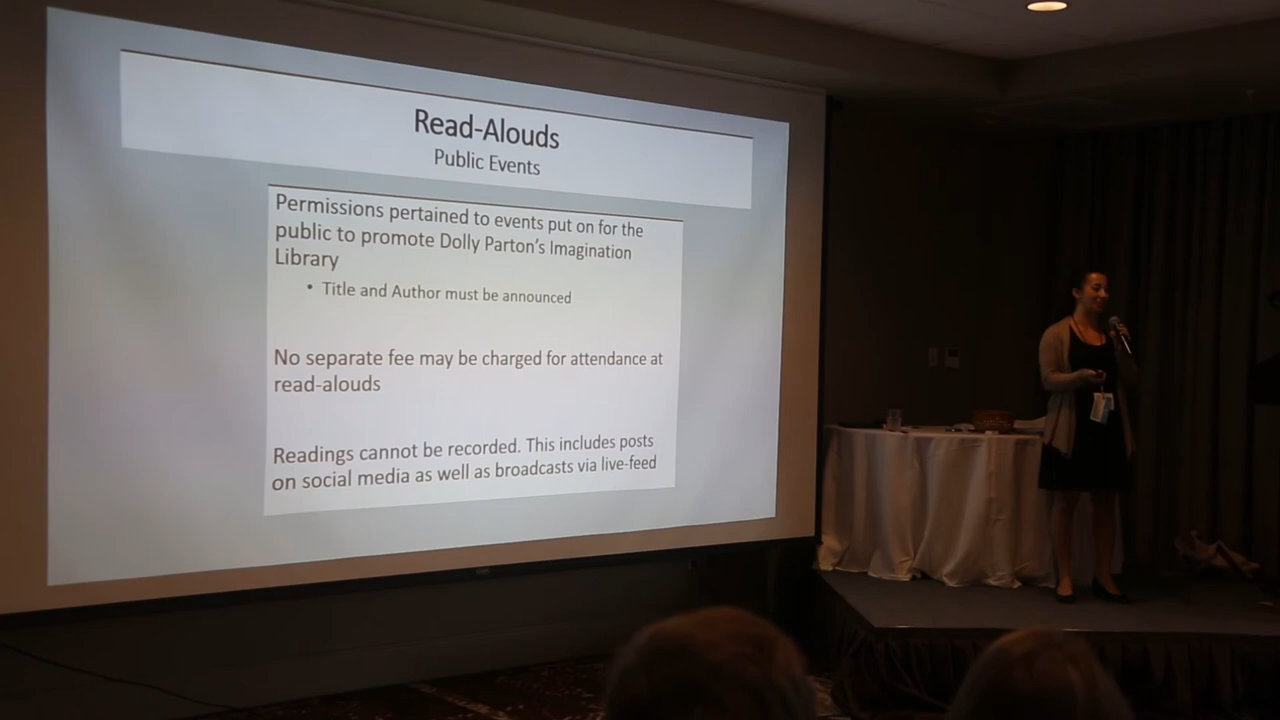 Read-Alouds
Public Events
Permissions pertained to events put on for the
public to promote Dolly Parton's Imagination
Library
• Title and Author must be announced
No separate fee may be charged for attendance at
read-alouds
Readings cannot be recorded. This includes posts
on social media as well as broadcasts via live-feed